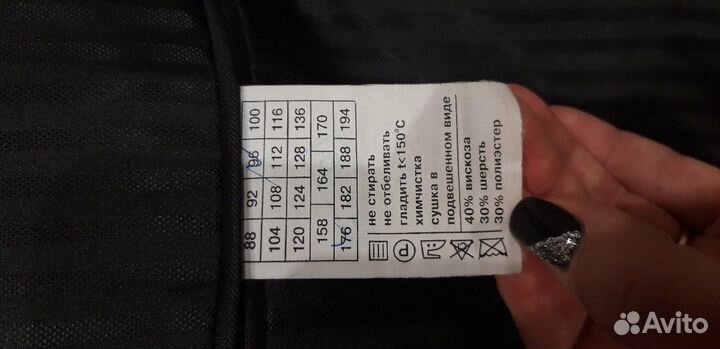 88 92 96 100
104 108 112 116
120 124 128 136
158 164 170
176 182 188 194
не стирать
не отбеливать
гладить t<150°C
химчистка
сушка в
подвешенном виде
40% вискоза
30% шерсть
30% полиэстер
P
Avito